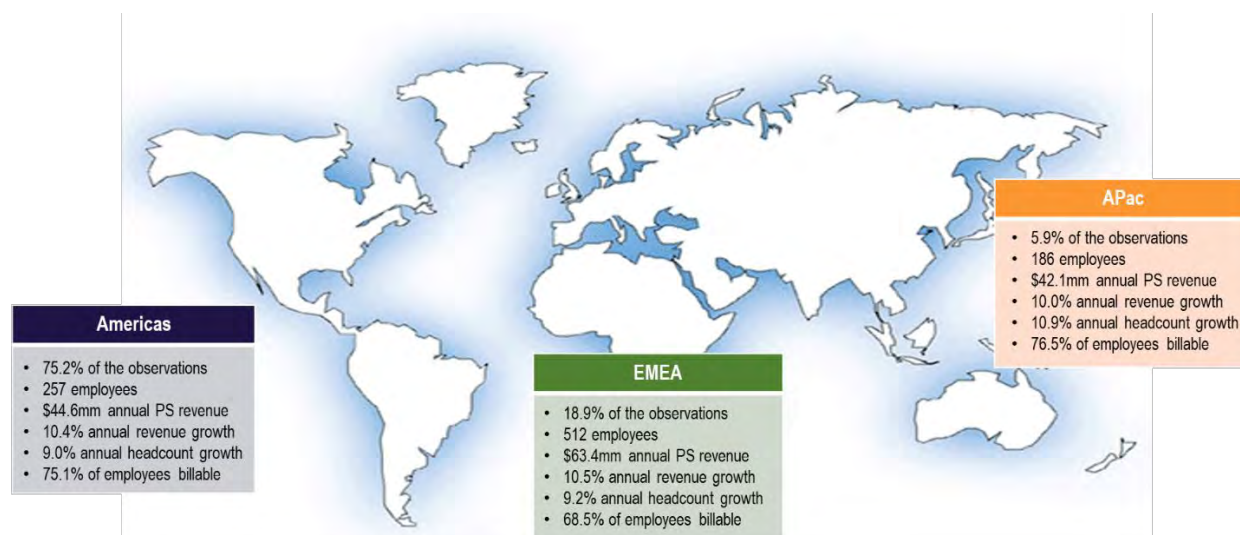 Americas
• 75.2% of the observations
• 257 employees
• $44.6mm annual PS revenue
• 10.4% annual revenue growth
• 9.0% annual headcount growth
• 75.1% of employees billable
EMEA
• 18.9% of the observations
• 512 employees
• $63.4mm annual PS revenue
• 10.5% annual revenue growth
• 9.2% annual headcount growth
• 68.5% of employees billable
APac
• 5.9% of the observations
• 186 employees
• $42.1mm annual PS revenue
• 10.0% annual revenue growth
• 10.9% annual headcount growth
• 76.5% of employees billable